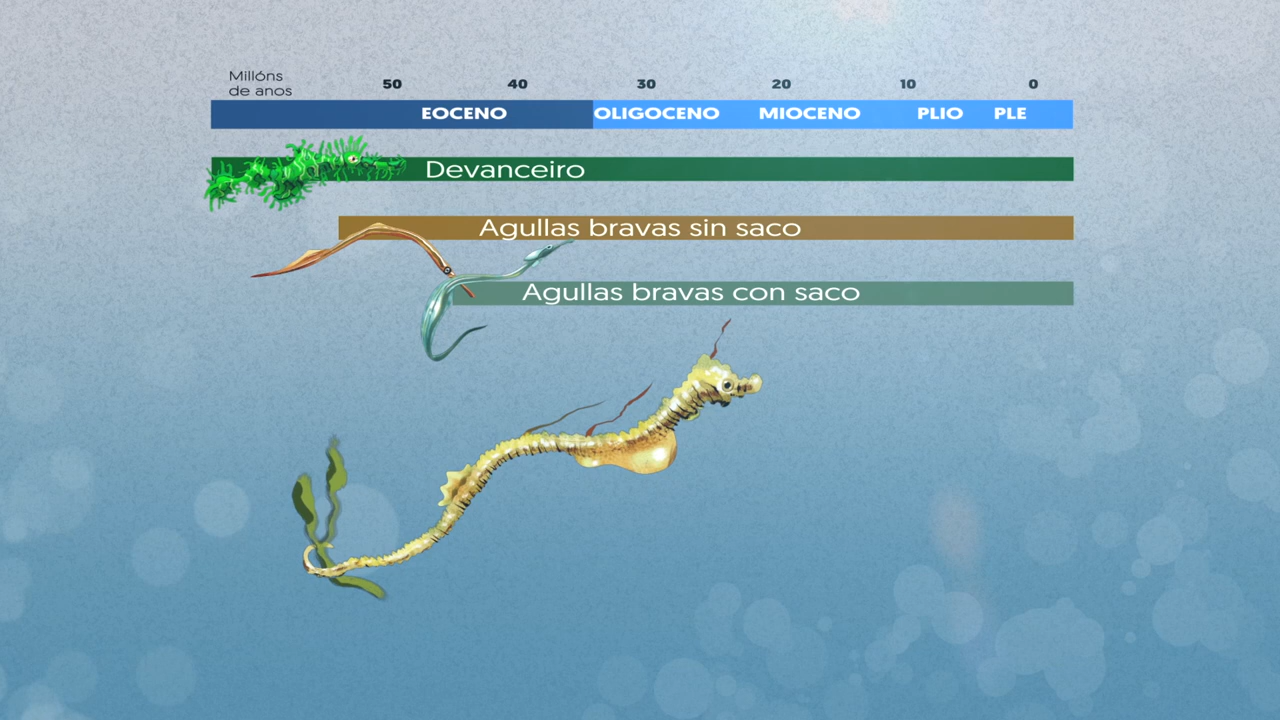 Millóns
de anos
50 40 30 20 10 0
EOCENO OLIGOCENO MIOCENO PLIO PLE
Devanceiro
Agullas bravas sin saco
Agullas bravas con saco